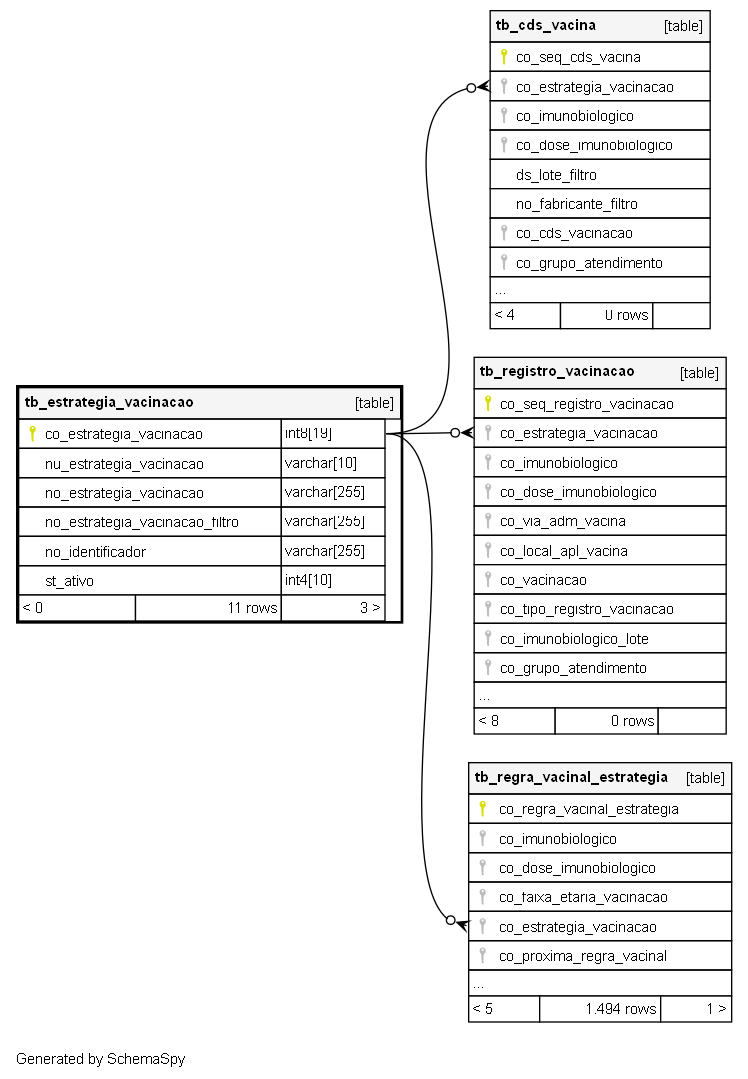 tb_cds_vacina [table]
co_seq_cds_vacina
co_estrategia_vacinacao
co_imunobiologico
co_dose_imunobiologico
ds_lote_filtro
no_fabricante_filtro
co_cds_vacinacao
co_grupo_atendimento
...
< 4 0 rows
tb_registro_vacinacao [table]
co_seq_registro_vacinacao
co_estrategia_vacinacao
co_imunobiologico
co_dose_imunobiologico
co_via_adm_vacina
co_local_apl_vacina
co_vacinacao
co_tipo_registro_vacinacao
co_imunobiologico_lote
co_grupo_atendimento
...
< 8 0 rows
tb_estrategia_vacinacao [table]
co_estrategia_vacinacao int8[19]
nu_estrategia_vacinacao varchar[10]
no_estrategia_vacinacao varchar[255]
no_estrategia_vacinacao_filtro varchar[255]
no_identificador varchar[255]
st_ativo int4[10]
< 0 11 rows 3 >
tb_regra_vacinal_estrategia [table]
co_regra_vacinal_estrategia
co_imunobiologico
co_dose_imunobiologico
co_faixa_etaria_vacinacao
co_estrategia_vacinacao
co_proxima_regra_vacinal
...
< 5 1.494 rows 1 >
Generated by SchemaSpy